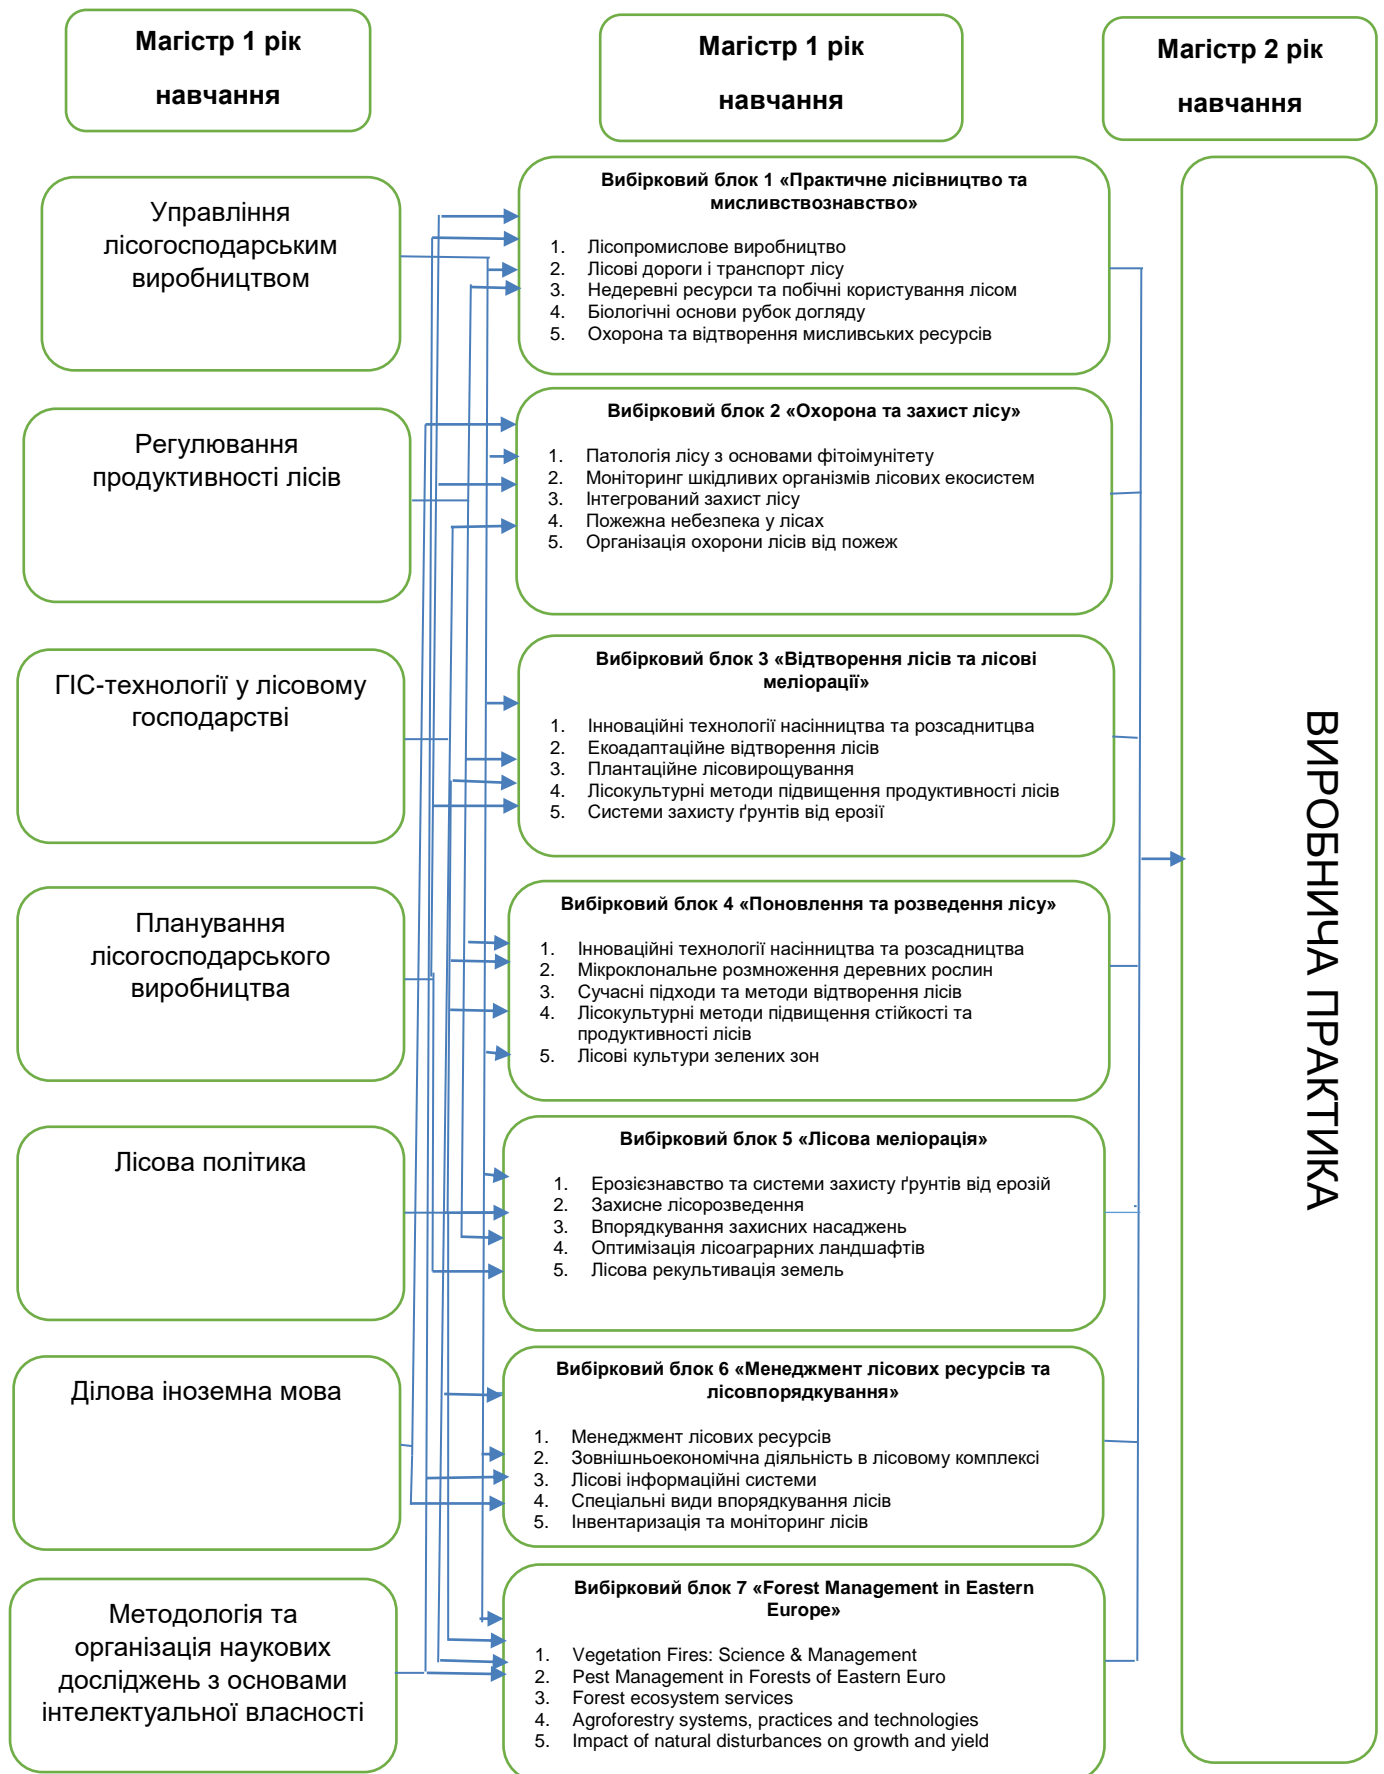 Магістр 1 рік
навчання
Магістр 1 рік
навчання
Магістр 2 рік
навчання
Управління
лісогосподарським
виробництвом
Регулювання
продуктивності лісів
ГІС-технології у лісовому
господарстві
Планування
лісогосподарського
виробництва
Лісова політика
Ділова іноземна мова
Методологія та
організація наукових
досліджень з основами
інтелектуальної власності
Вибірковий блок 1 «Практичне лісівництво та
мисливствознавство»
1. Лісопромислове виробництво
2. Лісові дороги і транспорт лісу
3. Недеревні ресурси та побічні користування лісом
4. Біологічні основи рубок догляду
5. Охорона та відтворення мисливських ресурсів
Вибірковий блок 2 «Охорона та захист лісу»
1. Патологія лісу з основами фітоімунітету
2. Моніторинг шкідливих організмів лісових екосистем
3. Інтегрований захист лісу
4. Пожежна небезпека у лісах
5. Організація охорони лісів від пожеж
Вибірковий блок 3 «Відтворення лісів та лісові
меліорації»
1. Інноваційні технології насінництва та розсаднитцва
2. Екоадаптаційне відтворення лісів
3. Плантаційне лісовирощування
4. Лісокультурні методи підвищення продуктивності лісів
5. Системи захисту ґрунтів від ерозії
Вибірковий блок 4 «Поновлення та розведення лісу»
1. Інноваційні технології насінництва та розсадництва
2. Мікроклональне розмноження деревних рослин
3. Сучасні підходи та методи відтворення лісів
4. Лісокультурні методи підвищення стійкості та
продуктивності лісів
5. Лісові культури зелених зон
Вибірковий блок 5 «Лісова меліорація»
1. Ерозієзнавство та системи захисту ґрунтів від ерозій
2. Захисне лісорозведення
3. Впорядкування захисних насаджень
4. Оптимізація лісоаграрних ландшафтів
5. Лісова рекультивація земель
Вибірковий блок 6 «Менеджмент лісових ресурсів та
лісовпорядкування»
1. Менеджмент лісових ресурсів
2. Зовнішньоекономічна діяльність в лісовому комплексі
3. Лісові інформаційні системи
4. Спеціальні види впорядкування лісів
5. Інвентаризація та моніторинг лісів
Вибірковий блок 7 «Forest Management in Eastern
Europe»
1. Vegetation Fires: Science & Management
2. Pest Management in Forests of Eastern Euro
3. Forest ecosystem services
4. Agroforestry systems, practices and technologies
5. Impact of natural disturbances on growth and yield
ВИРОБНИЧА ПРАКТИКА